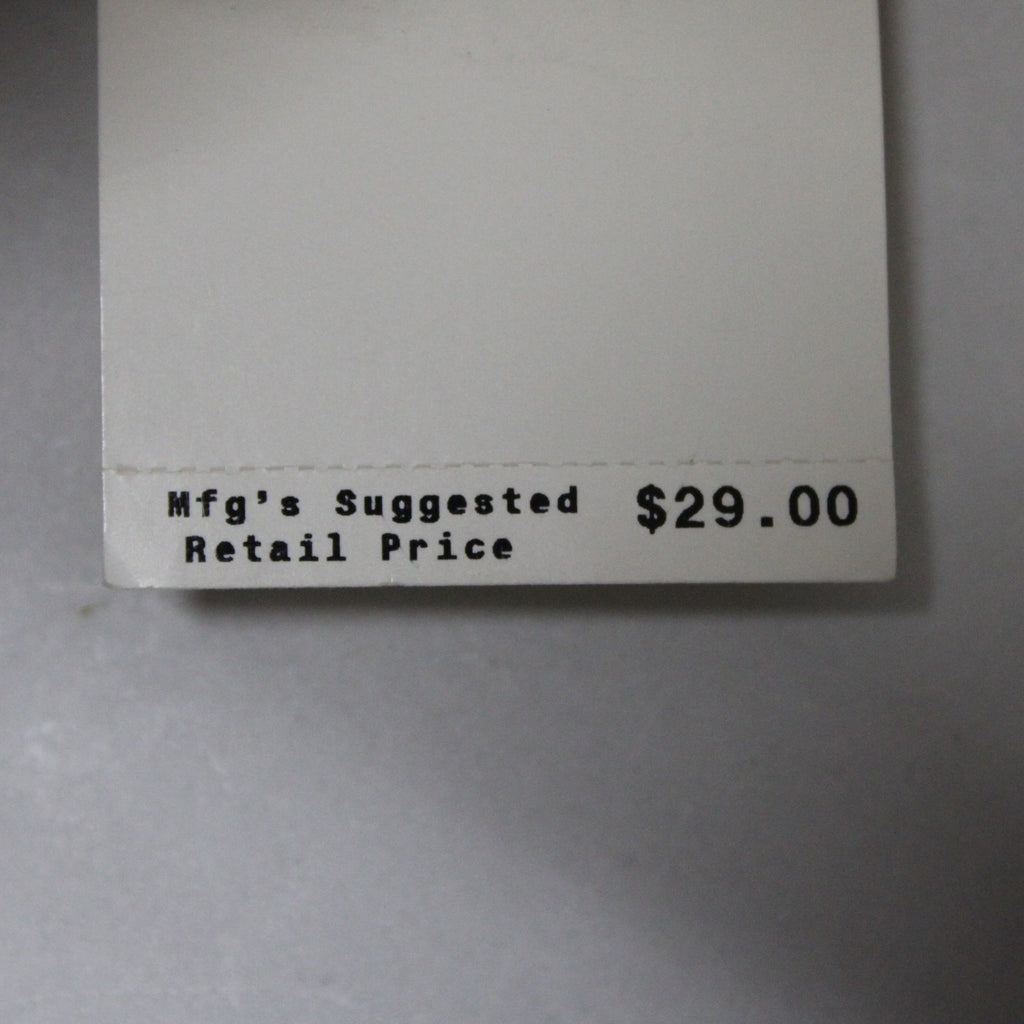 Mfg's Suggested $29.00
Retail Price